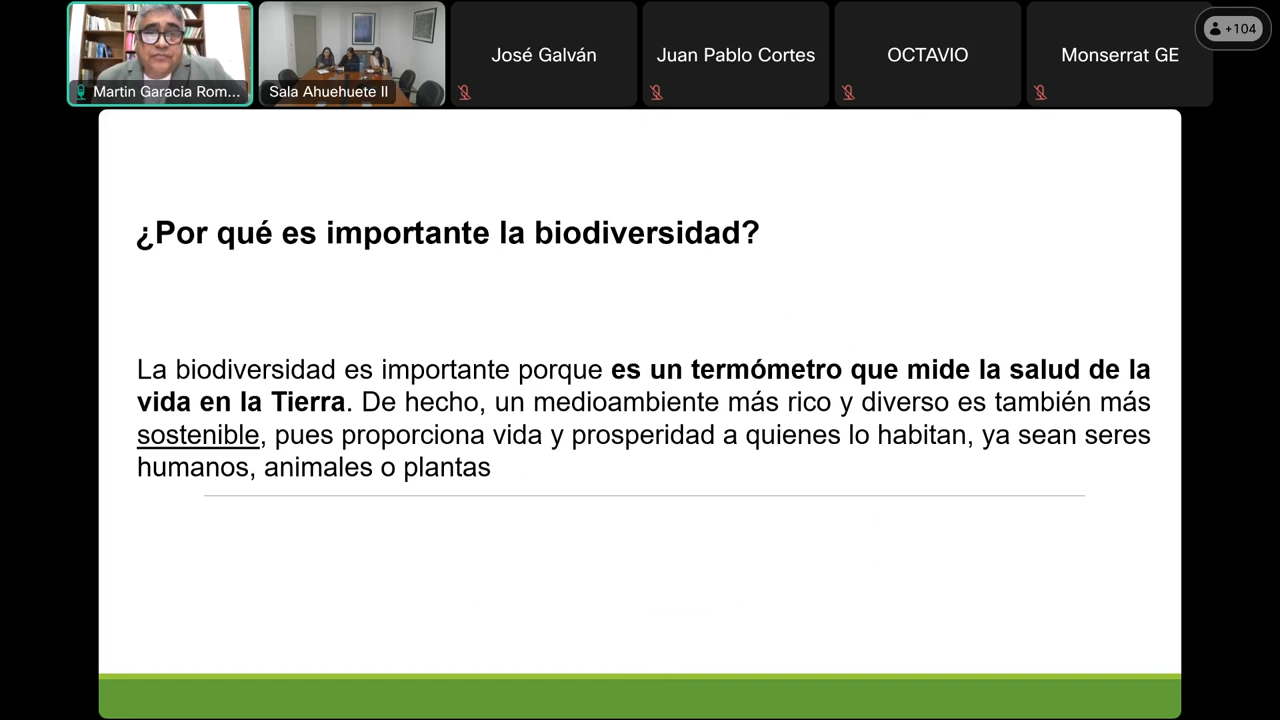 José Galván
Juan Pablo Cortes
OCTAVIO
Monserrat GE
+104
Martin Garacia Rom...
Sala Ahuehuete II
¿Por qué es importante la biodiversidad?
La biodiversidad es importante porque es un termómetro que mide la salud de la
vida en la Tierra. De hecho, un medioambiente más rico y diverso es también más
sostenible, pues proporciona vida y prosperidad a quienes lo habitan, ya sean seres
humanos, animales o plantas